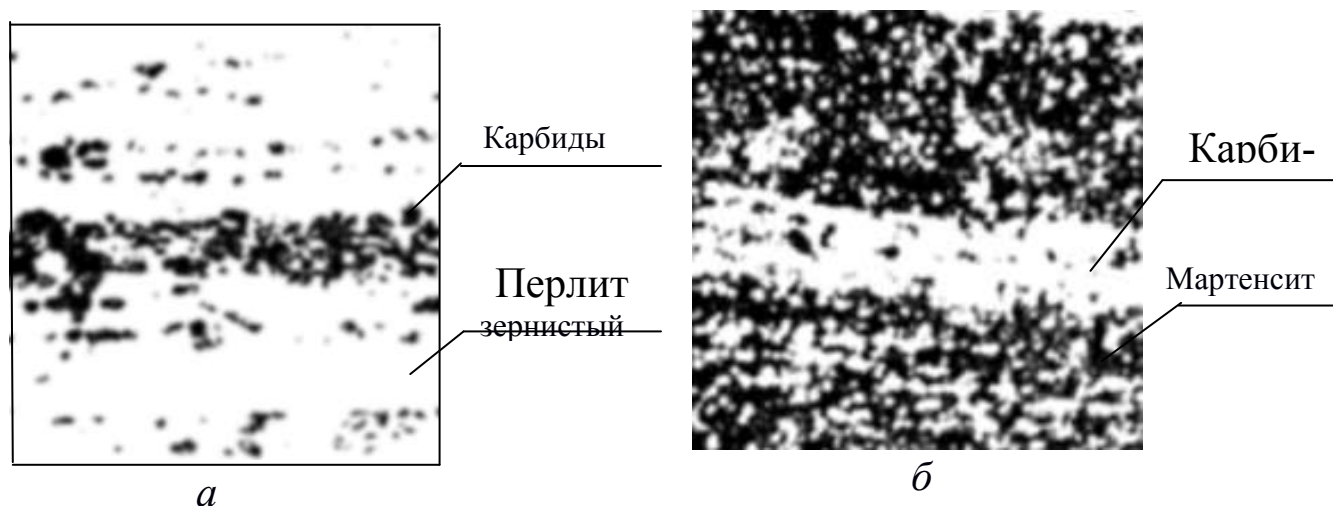 Карбиды
Перлит
зернистый
а
Карби-
Мартенсит
б